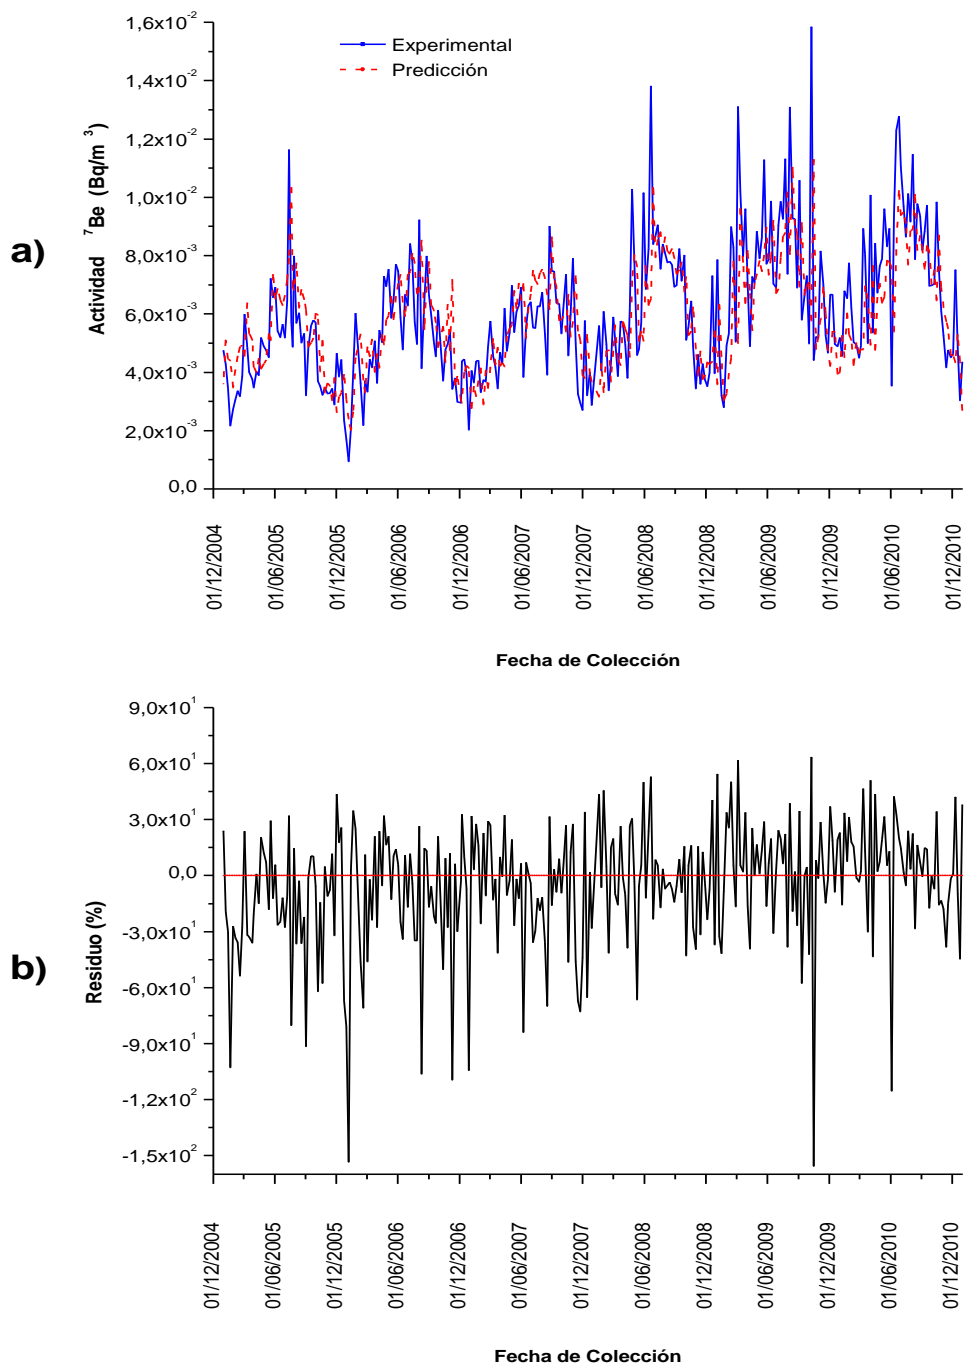 a)
Actividad ⁷Be (Bq/m³)
1,6x10⁻²
1,4x10⁻²
1,2x10⁻²
1,0x10⁻²
8,0x10⁻³
6,0x10⁻³
4,0x10⁻³
2,0x10⁻³
0,0
Experimental
Predicción
01/12/2004
01/06/2005
01/12/2005
01/06/2006
01/12/2006
01/06/2007
01/12/2007
01/06/2008
01/12/2008
01/06/2009
01/12/2009
01/06/2010
01/12/2010
Fecha de Colección
b)
Residuo (%)
9,0x10¹
6,0x10¹
3,0x10¹
0,0
-3,0x10¹
-6,0x10¹
-9,0x10¹
-1,2x10²
-1,5x10²
01/12/2004
01/06/2005
01/12/2005
01/06/2006
01/12/2006
01/06/2007
01/12/2007
01/06/2008
01/12/2008
01/06/2009
01/12/2009
01/06/2010
01/12/2010
Fecha de Colección